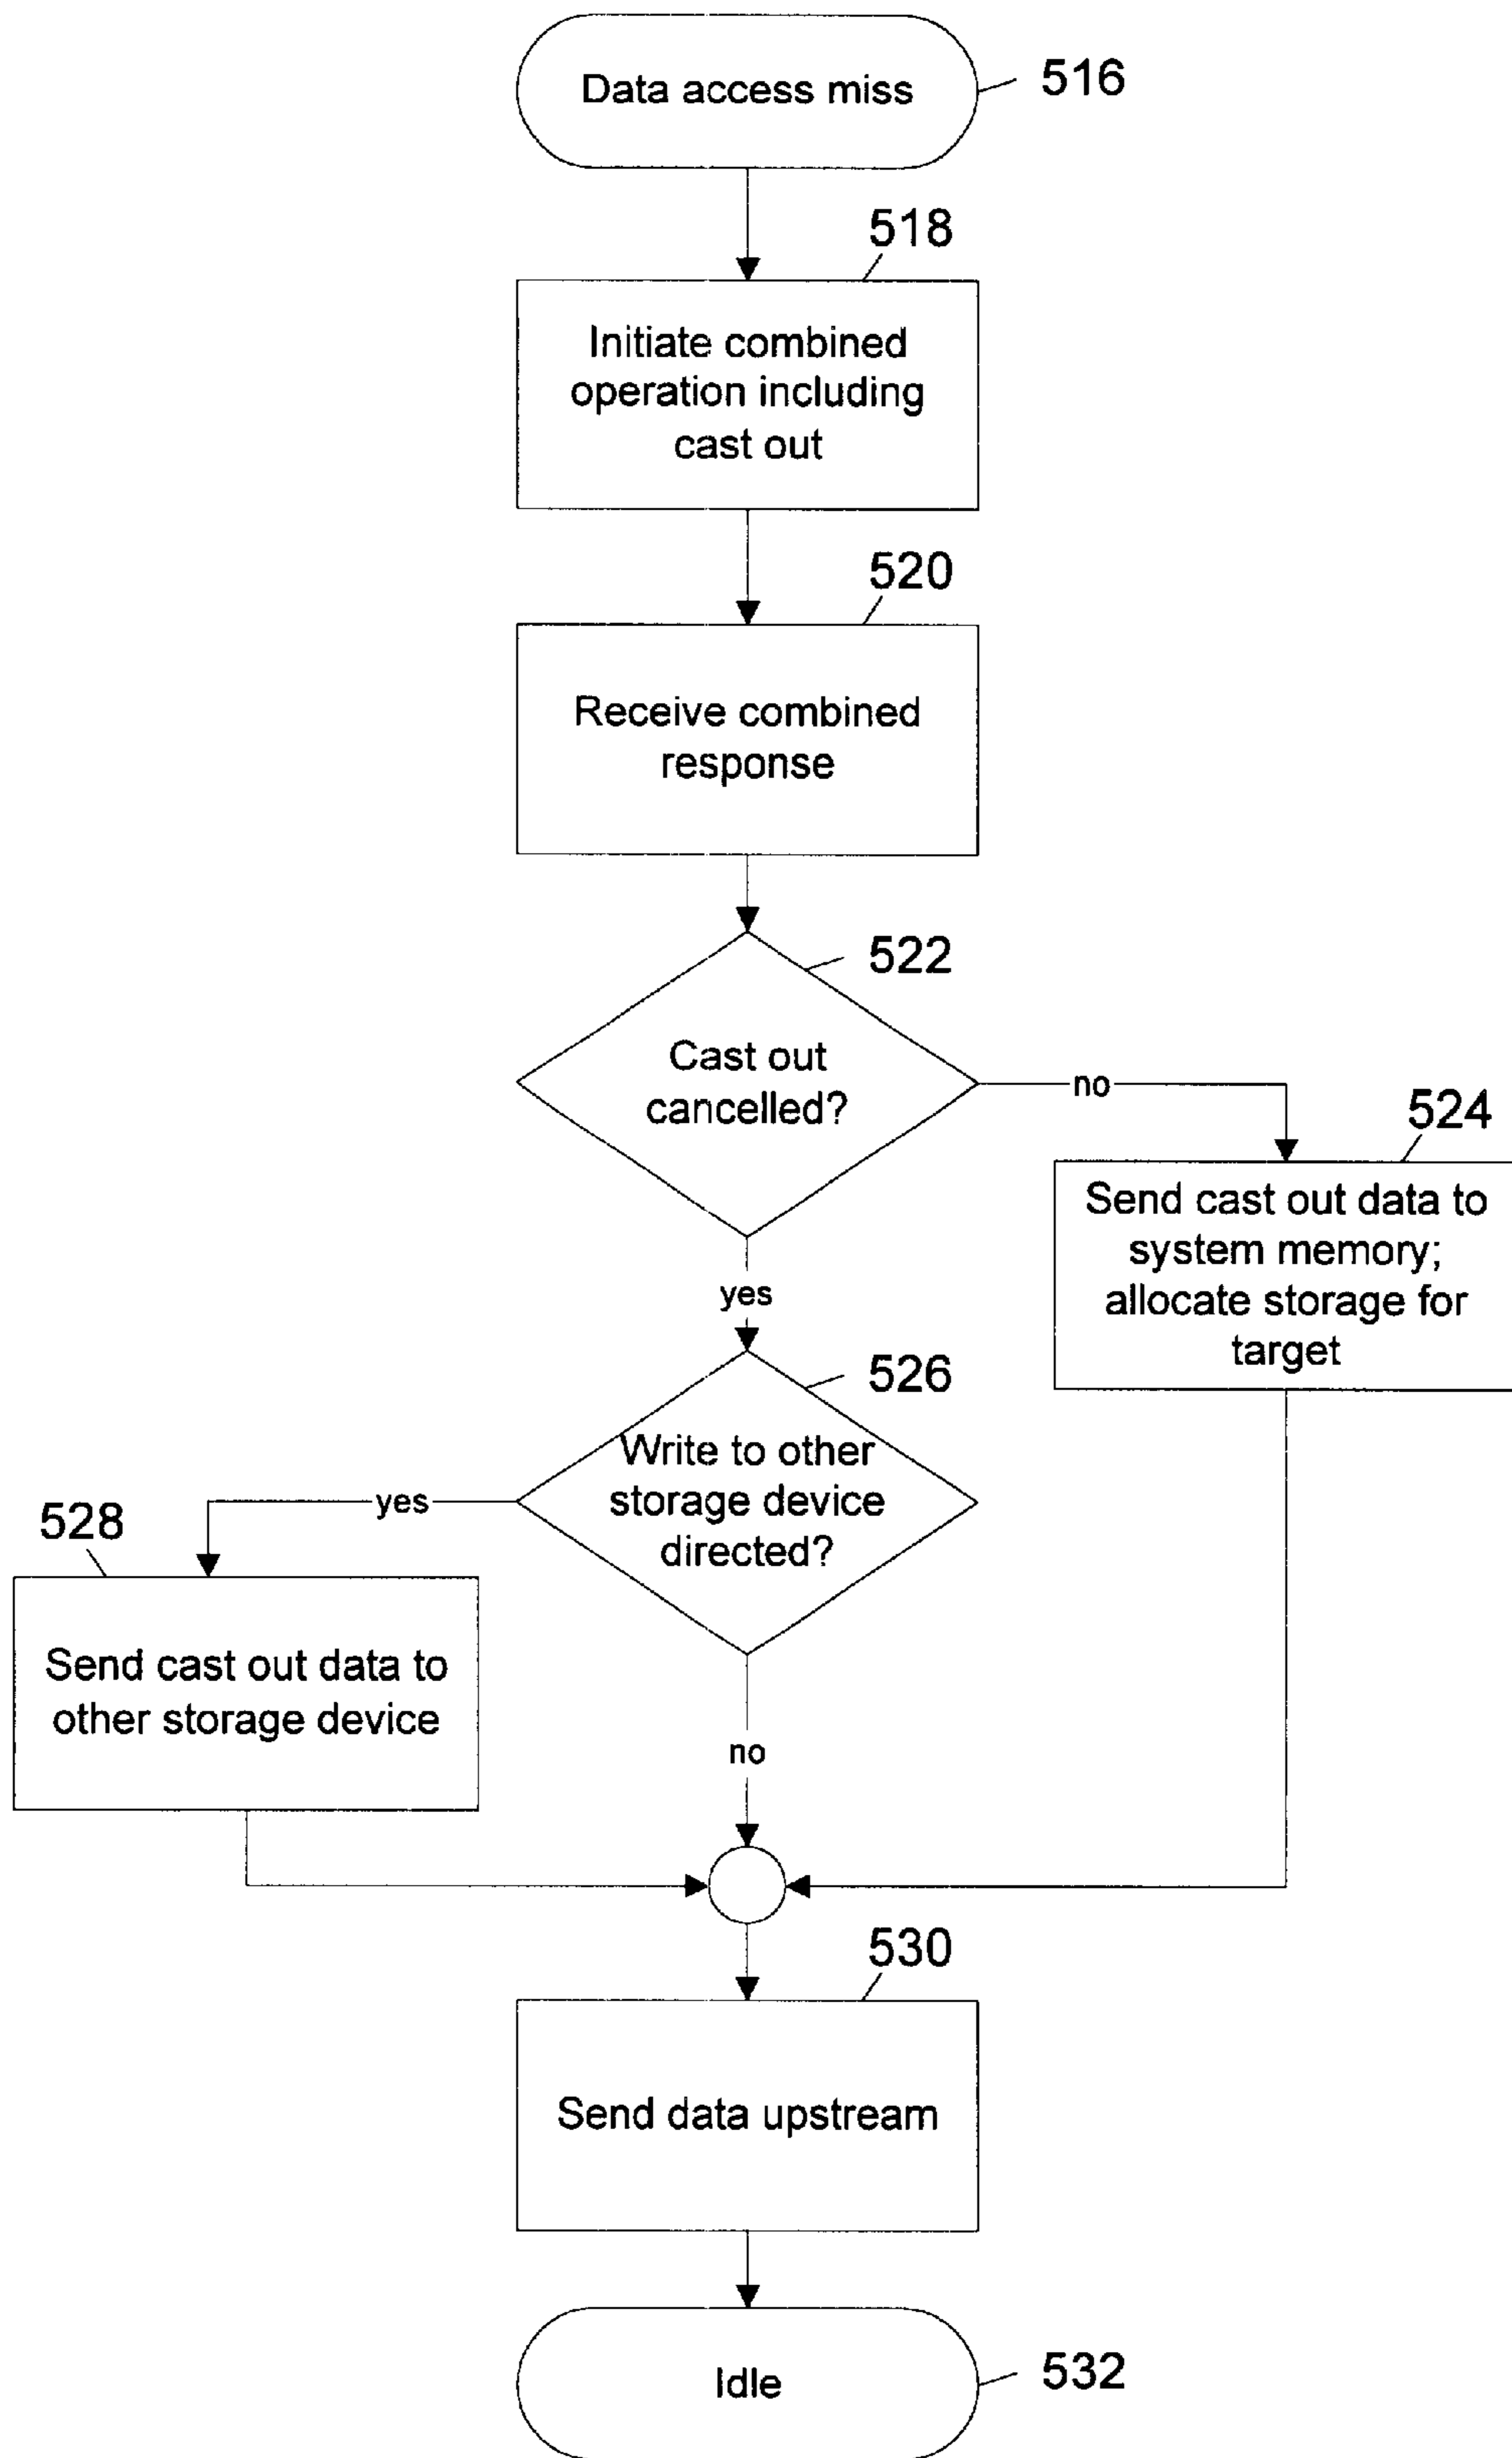 Data access miss
516
518
Initiate combined
operation including
cast out
520
Receive combined
response
522
Cast out
cancelled?
no
524
Send cast out data to
system memory;
allocate storage for
target
yes
526
Write to other
storage device
directed?
yes
528
Send cast out data to
other storage device
no
530
Send data upstream
Idle
532